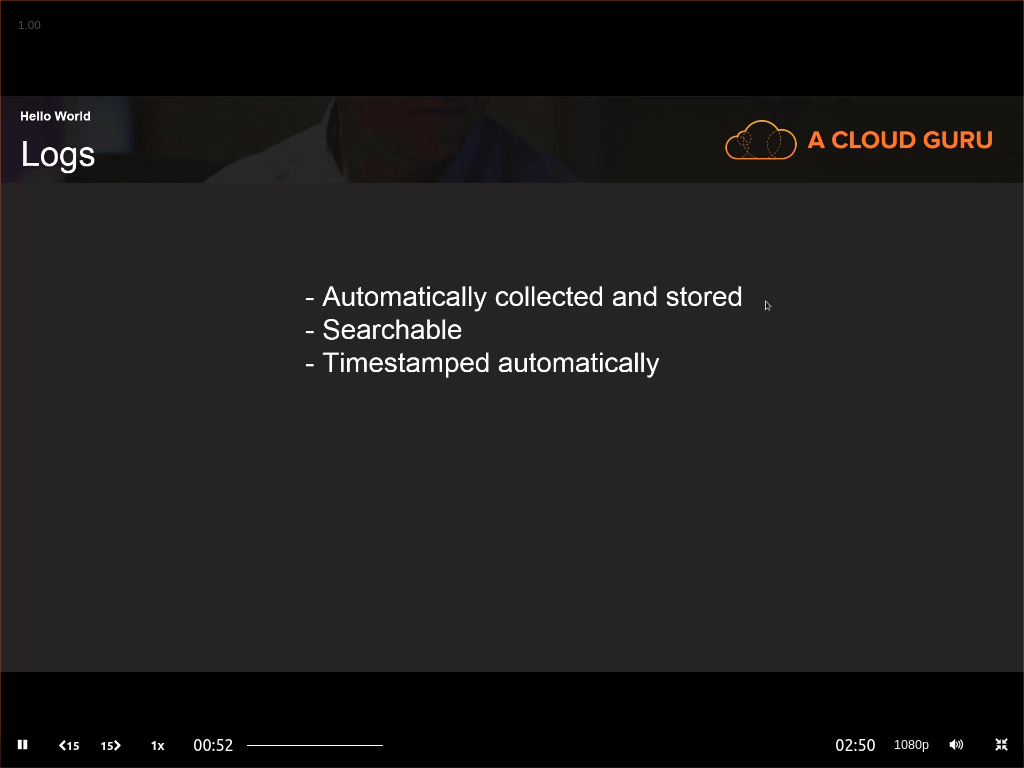 1.00
Hello World
Logs
A CLOUD GURU
- Automatically collected and stored
- Searchable
- Timestamped automatically
15 15 1x 00:52 02:50 1080p